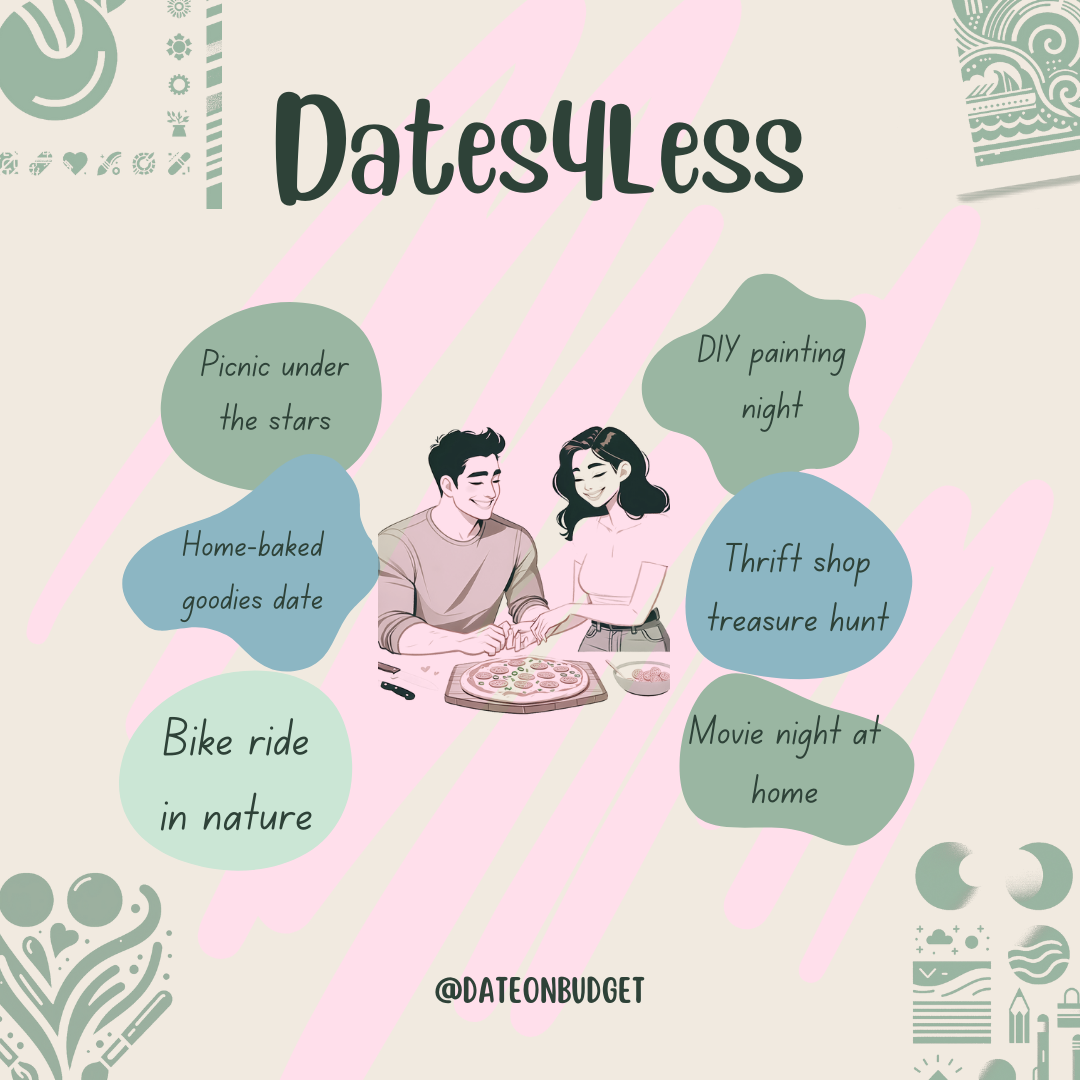 Dates4Less
Picnic under
the stars
DIY painting
night
Home-baked
goodies date
Thrift shop
treasure hunt
Bike ride
in nature
Movie night at
home
@DATEONBUDGET